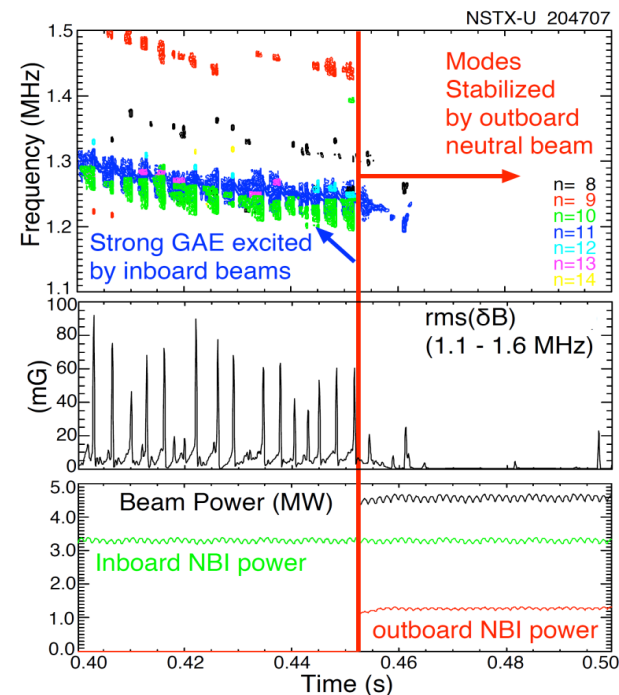 NSTX-U 204707
1.5
1.4
1.3
1.2
1.1
Frequency (MHz)
Modes
Stabilized
by outboard
neutral beam
n= 8
n= 9
n=10
n=11
n=12
n=13
n=14
Strong GAE excited
by inboard beams
100
80
60
40
20
0
(mG)
rms(δB)
(1.1 - 1.6 MHz)
5.0
4.0
3.0
2.0
1.0
0.0
Beam Power (MW)
Inboard NBI power
outboard NBI power
0.40
0.42
0.44
0.46
0.48
0.50
Time (s)